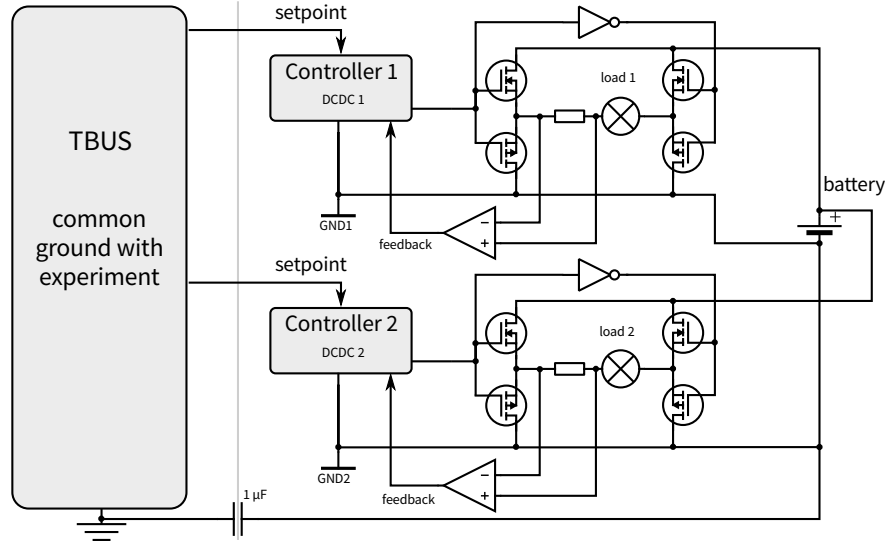 setpoint
Controller 1
DCDC 1
load 1
TBUS
common
ground with
experiment
battery
+
GND1
feedback
−
+
setpoint
Controller 2
DCDC 2
load 2
GND2
feedback
−
+
1 µF